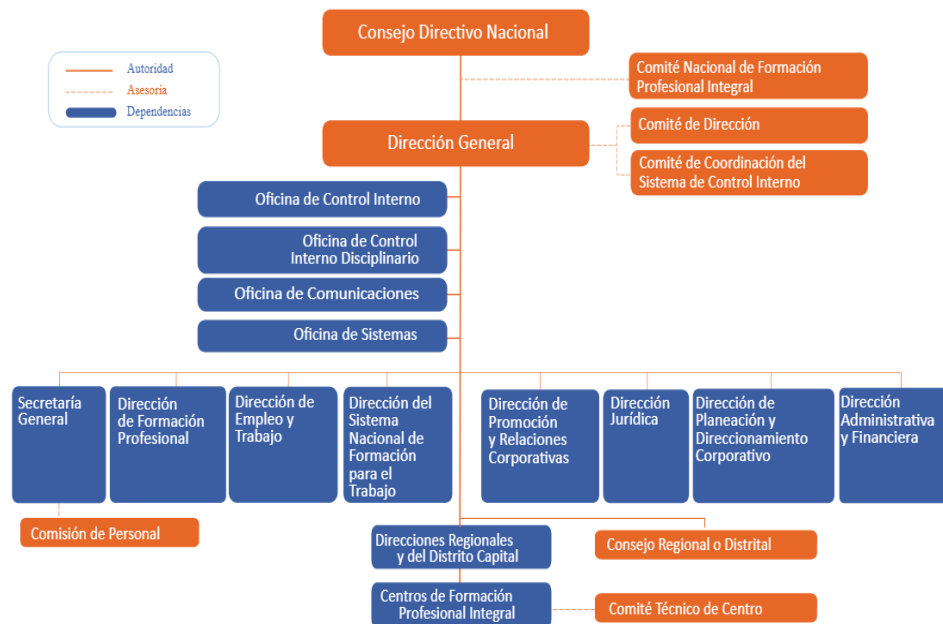 Consejo Directivo Nacional
Autoridad
Asesoría
Dependencias
Comité Nacional de Formación
Profesional Integral
Dirección General
Comité de Dirección
Comité de Coordinación del
Sistema de Control Interno
Oficina de Control Interno
Oficina de Control
Interno Disciplinario
Oficina de Comunicaciones
Oficina de Sistemas
Secretaría
General
Dirección
de Formación
Profesional
Dirección de
Empleo y
Trabajo
Dirección del
Sistema
Nacional de
Formación
para el
Trabajo
Dirección de
Promoción
y Relaciones
Corporativas
Dirección
Jurídica
Dirección de
Planeación y
Direccionamiento
Corporativo
Dirección
Administrativa
y Financiera
Comisión de Personal
Direcciones Regionales
y del Distrito Capital
Consejo Regional o Distrital
Centros de Formación
Profesional Integral
Comité Técnico de Centro